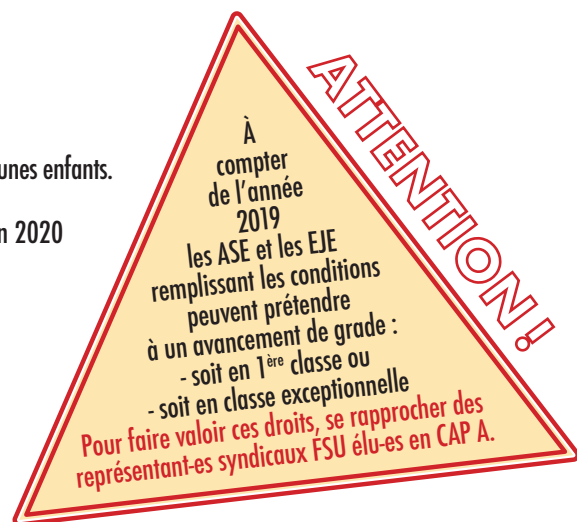 unes enfants.
n 2020
ATTENTION !
À
compter
de l’année
2019
les ASE et les EJE
remplissant les conditions
peuvent prétendre
à un avancement de grade :
- soit en 1ère classe ou
- soit en classe exceptionnelle
Pour faire valoir ces droits, se rapprocher des
représentant-es syndicaux FSU élu-es en CAP A.